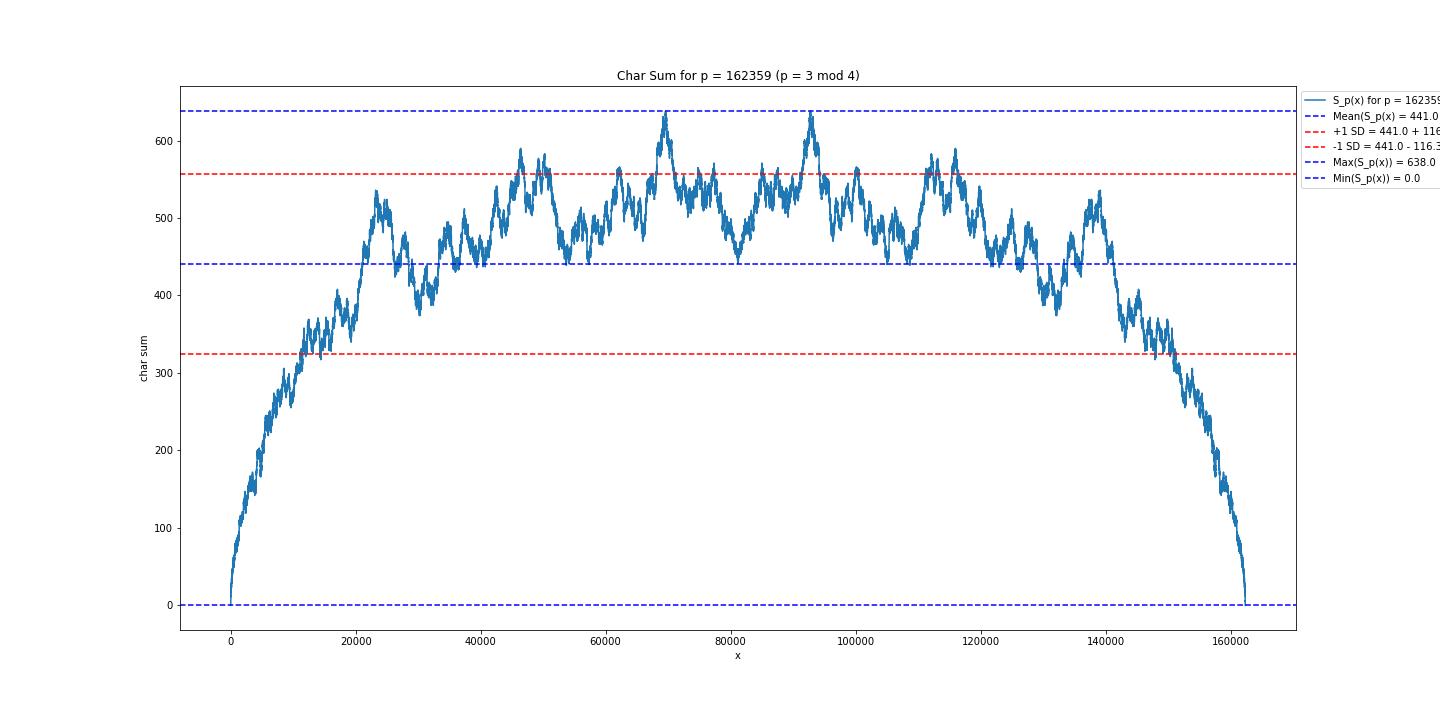 Char Sum for p = 162359 (p = 3 mod 4)
S_p(x) for p = 162359
Mean(S_p(x) = 441.0
+1 SD = 441.0 + 116
-1 SD = 441.0 - 116.3
Max(S_p(x)) = 638.0
Min(S_p(x)) = 0.0
600
500
400
300
200
100
0
char sum
0 20000 40000 60000 80000 100000 120000 140000 160000
x